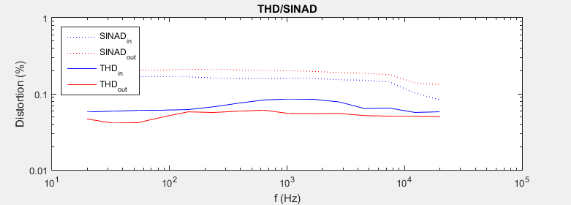 THD/SINAD
1
0.1
0.01
Distortion (%)
SINAD_in
SINAD_out
THD_in
THD_out
10^1 10^2 10^3 10^4 10^5
f (Hz)